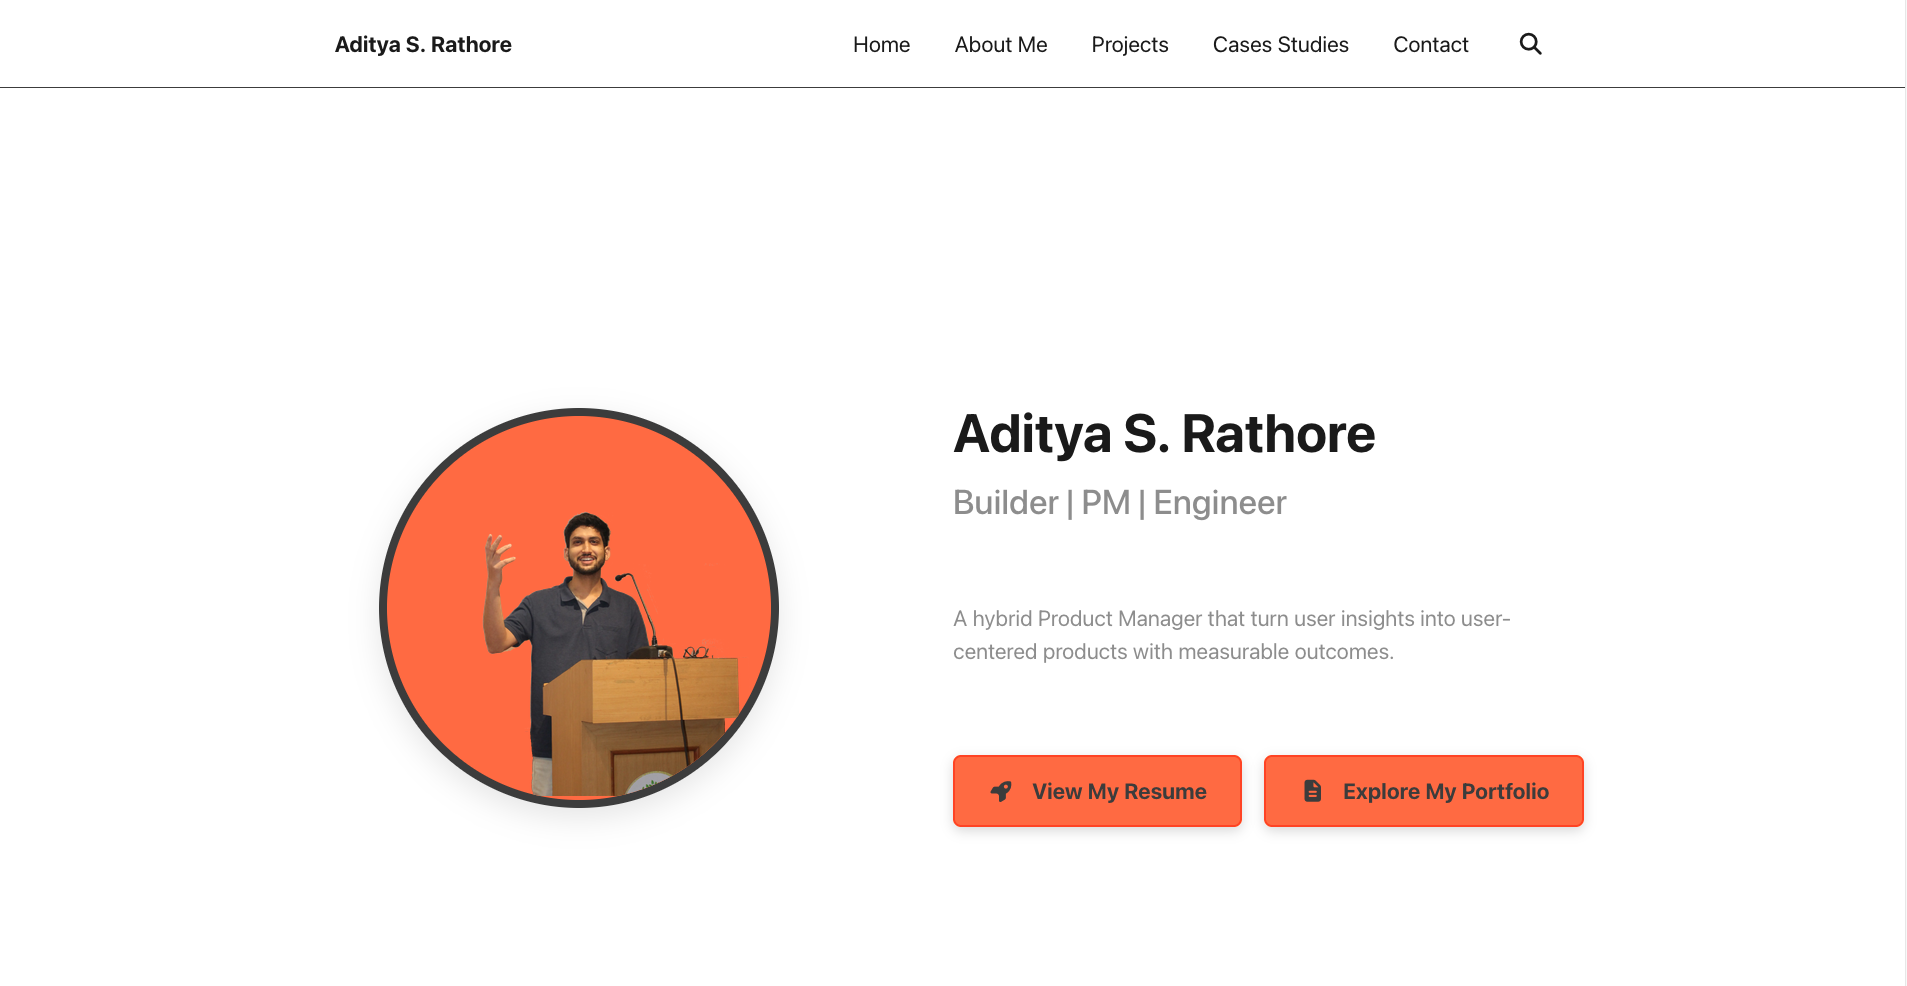 Aditya S. Rathore
Home About Me Projects Cases Studies Contact
Aditya S. Rathore
Builder | PM | Engineer
A hybrid Product Manager that turn user insights into user-
centered products with measurable outcomes.
View My Resume Explore My Portfolio